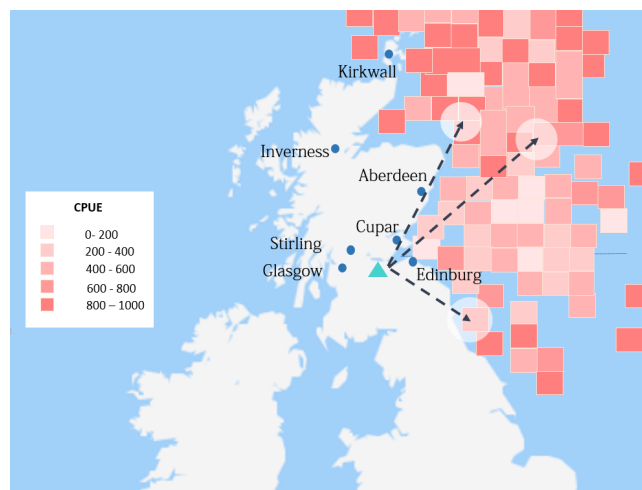 Kirkwall
Inverness
Aberdeen
Cupar
Stirling
Glasgow
Edinburg
CPUE
0- 200
200 - 400
400 - 600
600 - 800
800 – 1000